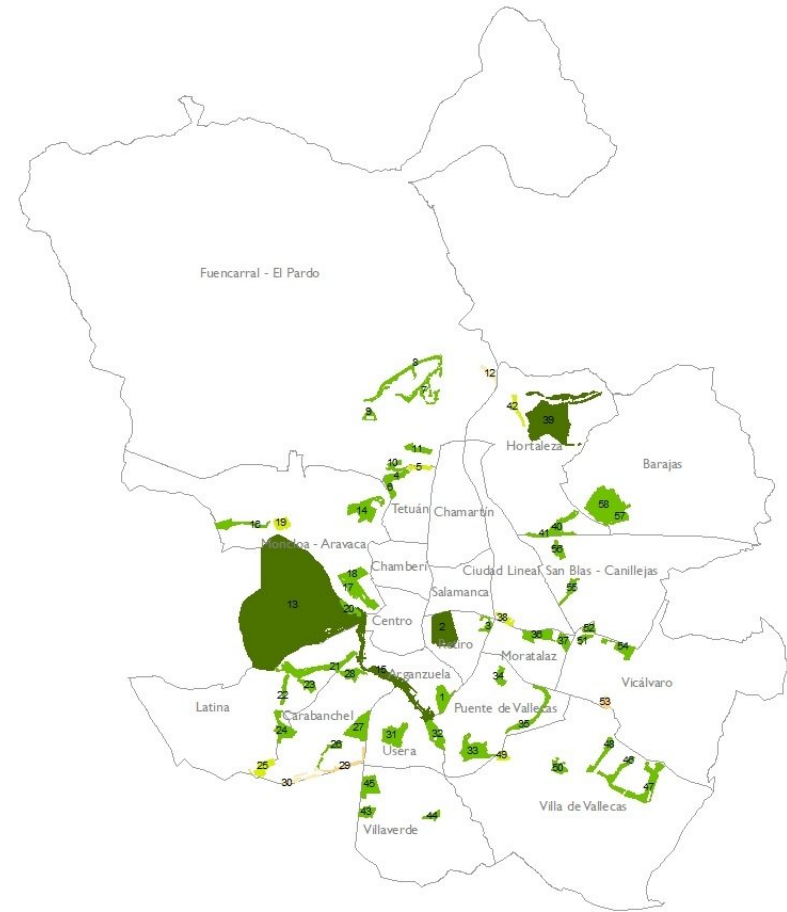 Fuencarral - El Pardo
8
12
7
9
42
39
11
Hortaleza
10
5
4
Barajas
6
58
14
Tetuán
Chamartín
57
16
19
40
41
Moncloa - Aravaca
56
18
Chamberí
Ciudad Lineal
San Blas - Canillejas
17
55
Salamanca
13
20
Centro
38
2
3
52
36
37
51
Retiro
54
Moratalaz
21
15
Arganzuela
28
34
Vicálvaro
23
22
1
53
Latina
Puente de Vallecas
Carabanchel
27
35
24
31
32
26
48
Usera
33
49
46
25
29
50
30
45
47
Villa de Vallecas
43
44
Villaverde